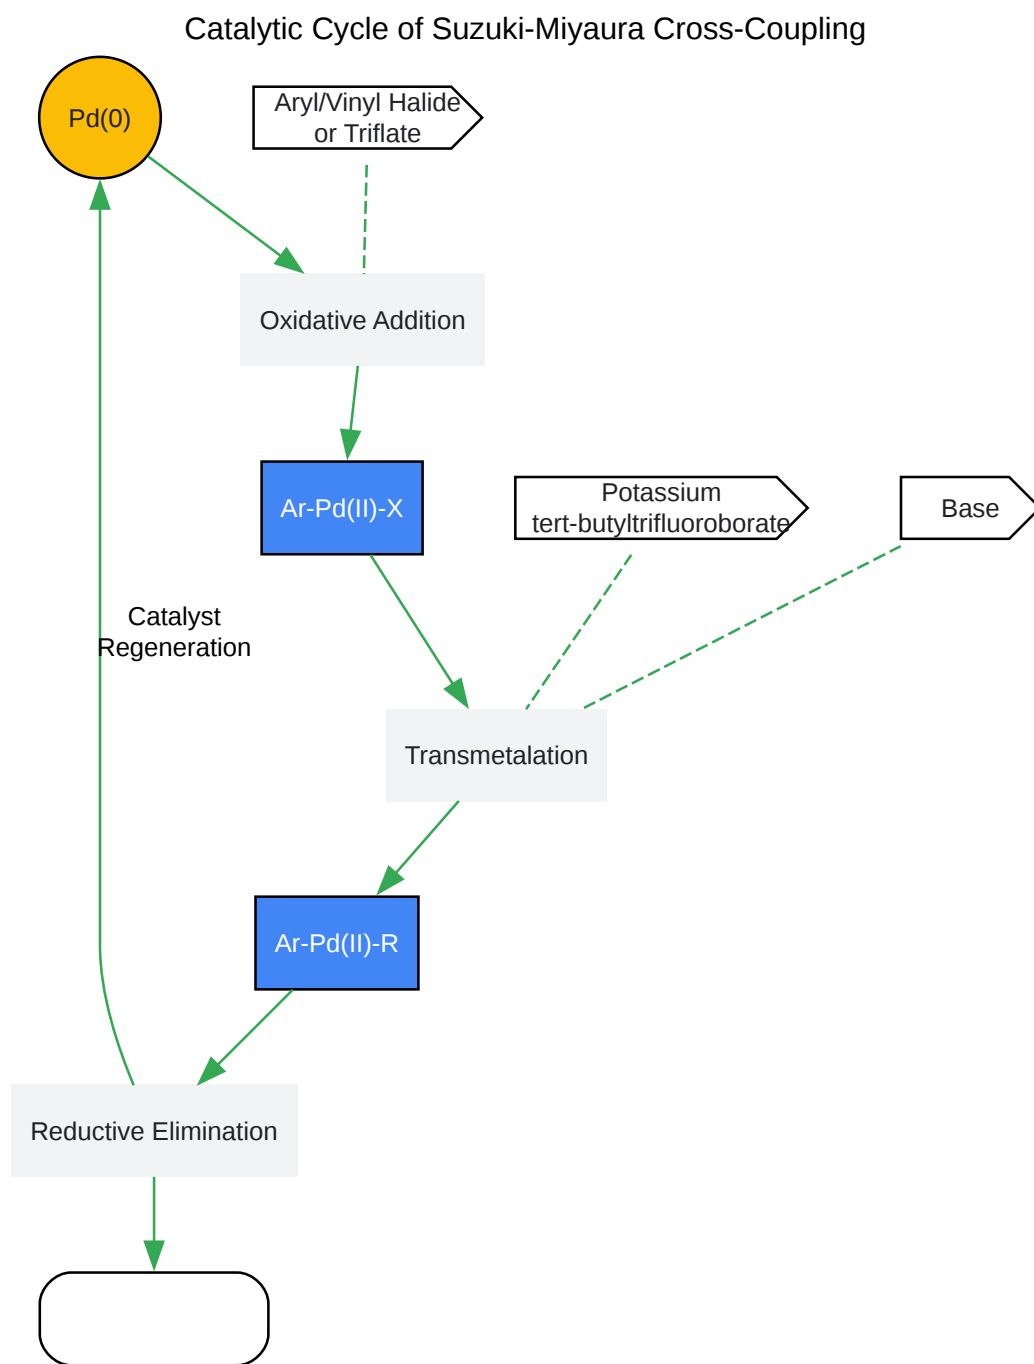 Catalytic Cycle of Suzuki-Miyaura Cross-Coupling
Pd(0)
Aryl/Vinyl Halide
or Triflate
Oxidative Addition
Ar-Pd(II)-X
Potassium
tert-butyltrifluoroborate
Base
Catalyst
Regeneration
Transmetalation
Ar-Pd(II)-R
Reductive Elimination